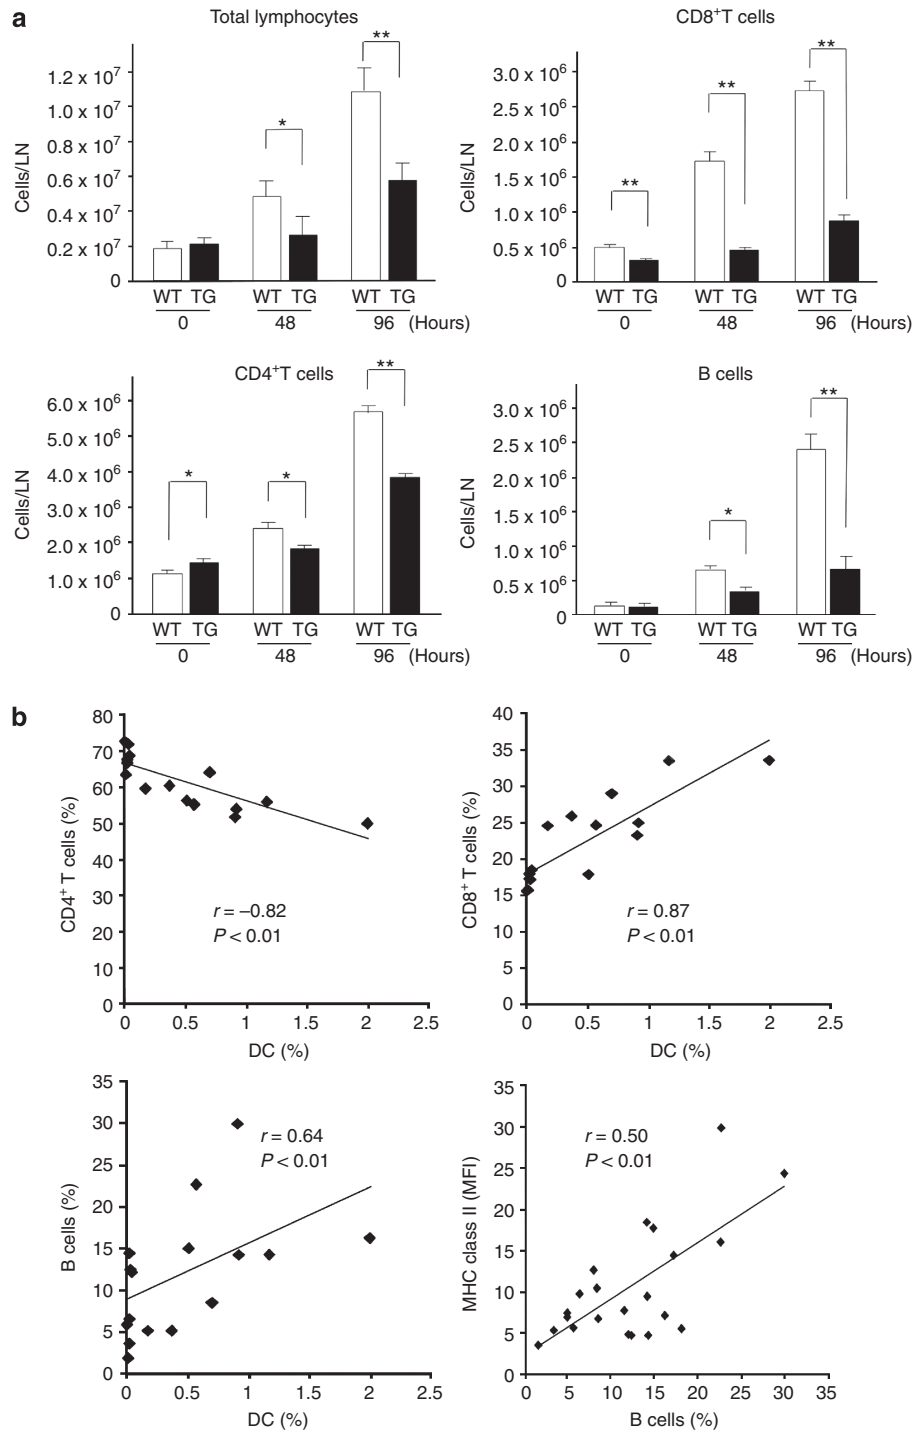 a
Total lymphocytes
Cells/LN
1.2 x 10⁷
1.0 x 10⁷
0.8 x 10⁷
0.6 x 10⁷
0.4 x 10⁷
0.2 x 10⁷
0
*
**
WT TG WT TG WT TG
0 48 96 (Hours)
CD8⁺T cells
Cells/LN
3.0 x 10⁶
2.5 x 10⁶
2.0 x 10⁶
1.5 x 10⁶
1.0 x 10⁶
0.5 x 10⁶
0
**
**
**
WT TG WT TG WT TG
0 48 96 (Hours)
CD4⁺T cells
Cells/LN
6.0 x 10⁶
5.0 x 10⁶
4.0 x 10⁶
3.0 x 10⁶
2.0 x 10⁶
1.0 x 10⁶
0
*
*
**
WT TG WT TG WT TG
0 48 96 (Hours)
B cells
Cells/LN
3.0 x 10⁶
2.5 x 10⁶
2.0 x 10⁶
1.5 x 10⁶
1.0 x 10⁶
0.5 x 10⁶
0
*
**
WT TG WT TG WT TG
0 48 96 (Hours)
b
CD4⁺ T cells (%)
80
70
60
50
40
30
20
10
0
r = –0.82
P < 0.01
0 0.5 1 1.5 2 2.5
DC (%)
CD8⁺ T cells (%)
40
35
30
25
20
15
10
5
0
r = 0.87
P < 0.01
0 0.5 1 1.5 2 2.5
DC (%)
B cells (%)
35
30
25
20
15
10
5
0
r = 0.64
P < 0.01
0 0.5 1 1.5 2 2.5
DC (%)
MHC class II (MFI)
35
30
25
20
15
10
5
0
r = 0.50
P < 0.01
0 5 10 15 20 25 30 35
B cells (%)